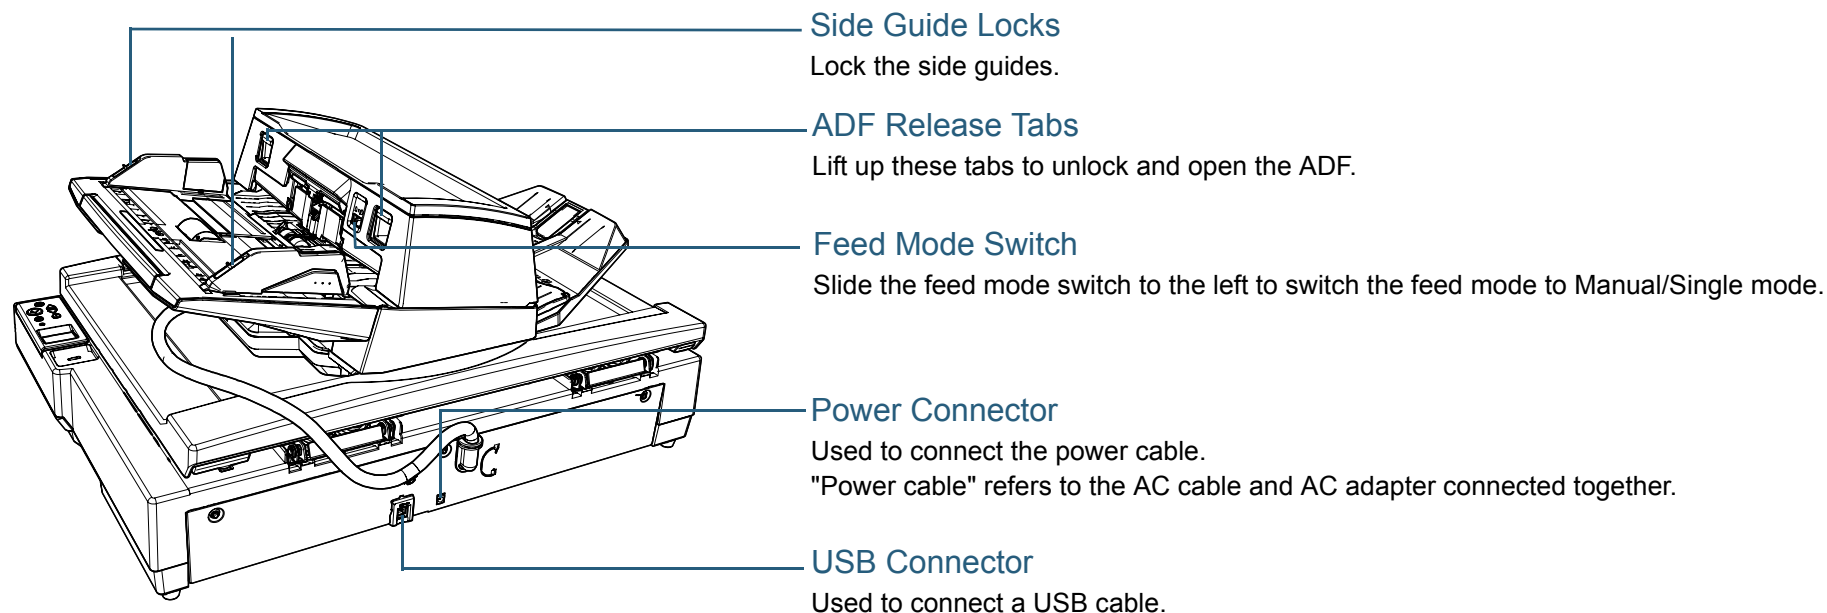 Side Guide Locks
Lock the side guides.
ADF Release Tabs
Lift up these tabs to unlock and open the ADF.
Feed Mode Switch
Slide the feed mode switch to the left to switch the feed mode to Manual/Single mode.
Power Connector
Used to connect the power cable.
"Power cable" refers to the AC cable and AC adapter connected together.
USB Connector
Used to connect a USB cable.